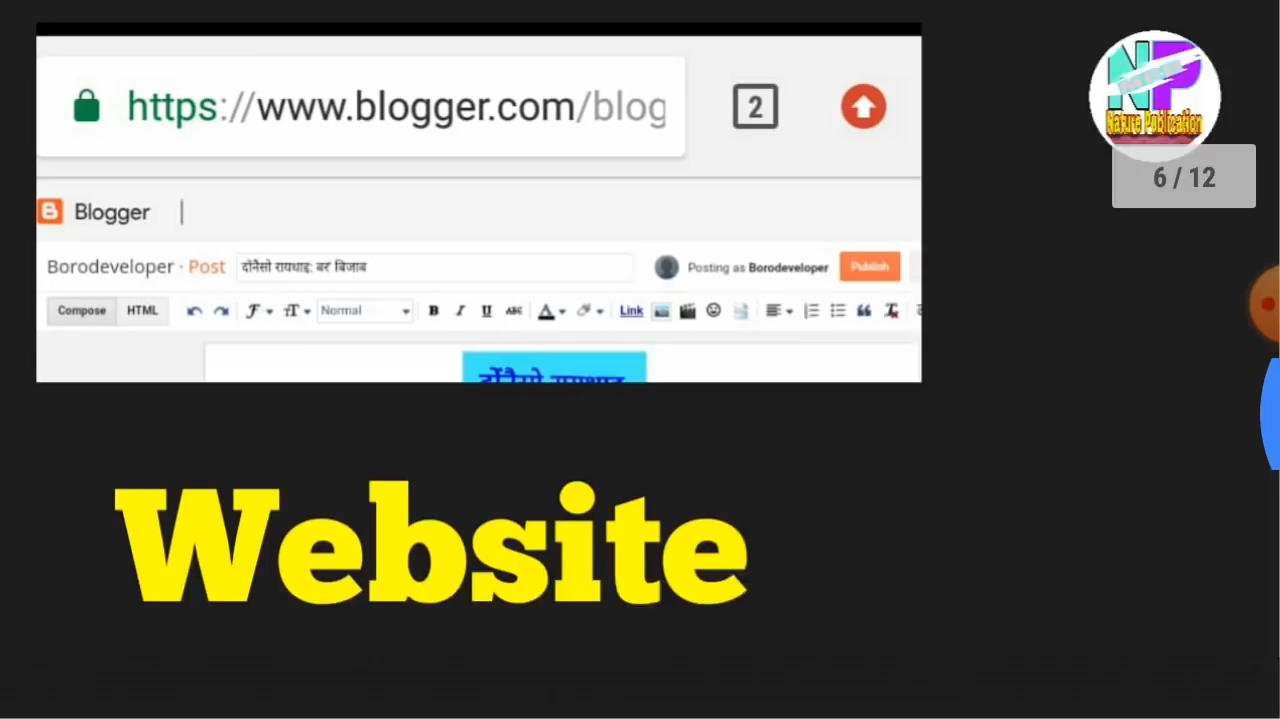 https://www.blogger.com/blog
2
NP
Nature Publication
6 / 12
Blogger
Borodeveloper · Post
दोंनैसो रायथाइ: बर' बिजाब
Posting as Borodeveloper
Publish
Compose HTML
Normal
B I U ABC A Link
Website